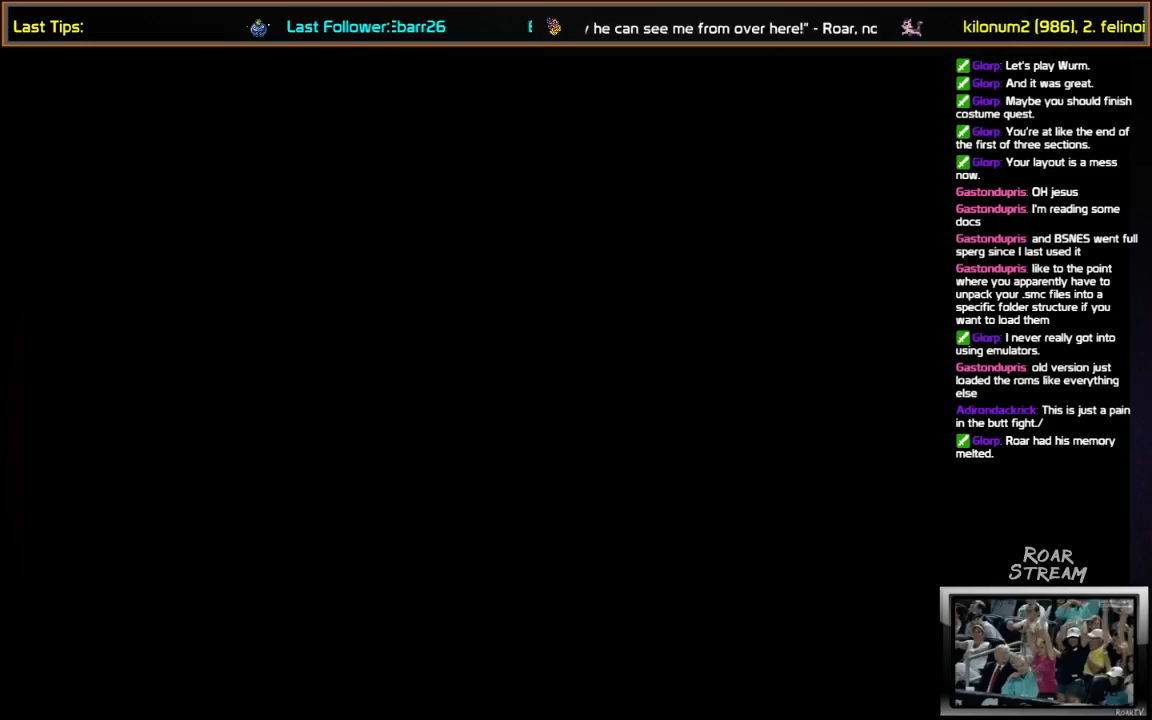 Last Tips: Last Follower: Ebarr26 y he can see me from over here!" - Roar, no kilonum2 (986), 2. felinoi
Glorp: Let's play Wurm.
Glorp: And it was great.
Glorp: Maybe you should finish
costume quest.
Glorp: You're at like the end of
the first of three sections.
Glorp: Your layout is a mess
now.
Gastondupris: OH jesus
Gastondupris: I'm reading some
docs
Gastondupris: and BSNES went full
sperg since I last used it
Gastondupris: like to the point
where you apparently have to
unpack your .smc files into a
specific folder structure if you
want to load them
Glorp: I never really got into
using emulators.
Gastondupris: old version just
loaded the roms like everything
else
Adirondackrick: This is just a pain
in the butt fight./
Glorp: Roar had his memory
melted.
ROAR
STREAM
ROARTV